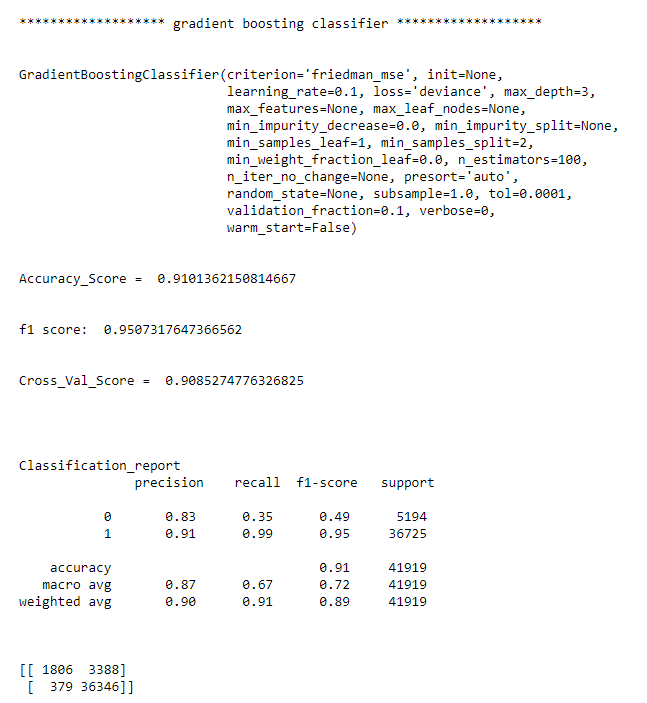 ******************* gradient boosting classifier *******************
GradientBoostingClassifier(criterion='friedman_mse', init=None,
learning_rate=0.1, loss='deviance', max_depth=3,
max_features=None, max_leaf_nodes=None,
min_impurity_decrease=0.0, min_impurity_split=None,
min_samples_leaf=1, min_samples_split=2,
min_weight_fraction_leaf=0.0, n_estimators=100,
n_iter_no_change=None, presort='auto',
random_state=None, subsample=1.0, tol=0.0001,
validation_fraction=0.1, verbose=0,
warm_start=False)
Accuracy_Score =  0.9101362150814667
f1 score:  0.9507317647366562
Cross_Val_Score =  0.9085274776326825
Classification_report
precision    recall  f1-score   support
0       0.83      0.35      0.49      5194
1       0.91      0.99      0.95     36725
accuracy                           0.91     41919
macro avg       0.87      0.67      0.72     41919
weighted avg       0.90      0.91      0.89     41919
[[ 1806  3388]
[  379 36346]]